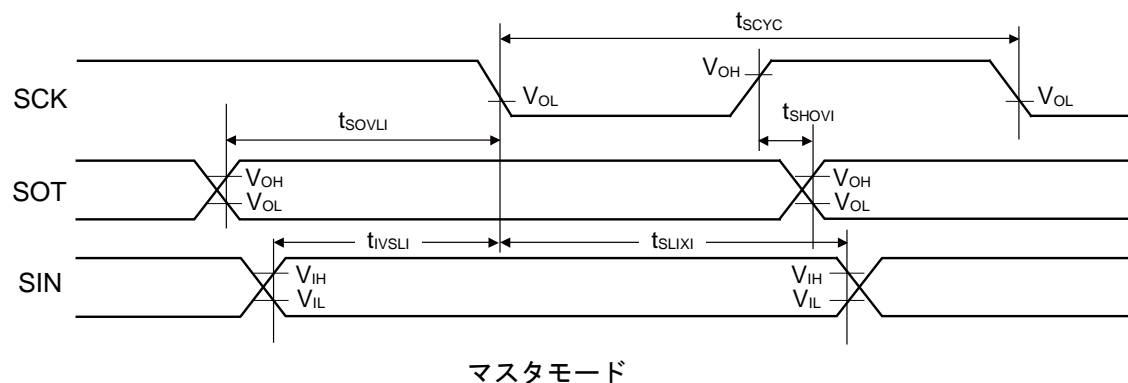 tSCYC
SCK
VOL
VOH
VOL
tSOVLI
tSHOVI
SOT
VOH
VOL
VOH
VOL
tIVSLI
tSLIXI
SIN
VIH
VIL
VIH
VIL
マスタモード